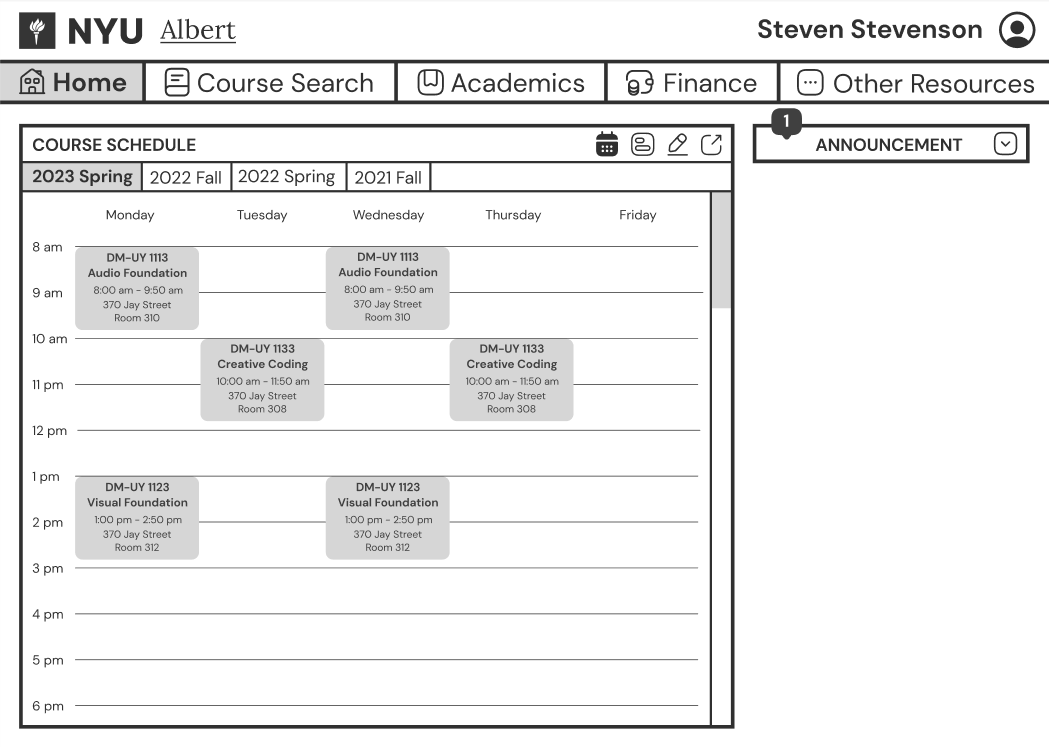 NYU Albert
Steven Stevenson
Home
Course Search
Academics
Finance
Other Resources
COURSE SCHEDULE
2023 Spring
2022 Fall
2022 Spring
2021 Fall
Monday
Tuesday
Wednesday
Thursday
Friday
8 am
DM-UY 1113
Audio Foundation
8:00 am - 9:50 am
370 Jay Street
Room 310
DM-UY 1113
Audio Foundation
8:00 am - 9:50 am
370 Jay Street
Room 310
9 am
10 am
DM-UY 1133
Creative Coding
10:00 am - 11:50 am
370 Jay Street
Room 308
DM-UY 1133
Creative Coding
10:00 am - 11:50 am
370 Jay Street
Room 308
11 pm
12 pm
1 pm
DM-UY 1123
Visual Foundation
1:00 pm - 2:50 pm
370 Jay Street
Room 312
DM-UY 1123
Visual Foundation
1:00 pm - 2:50 pm
370 Jay Street
Room 312
2 pm
3 pm
4 pm
5 pm
6 pm
1
ANNOUNCEMENT